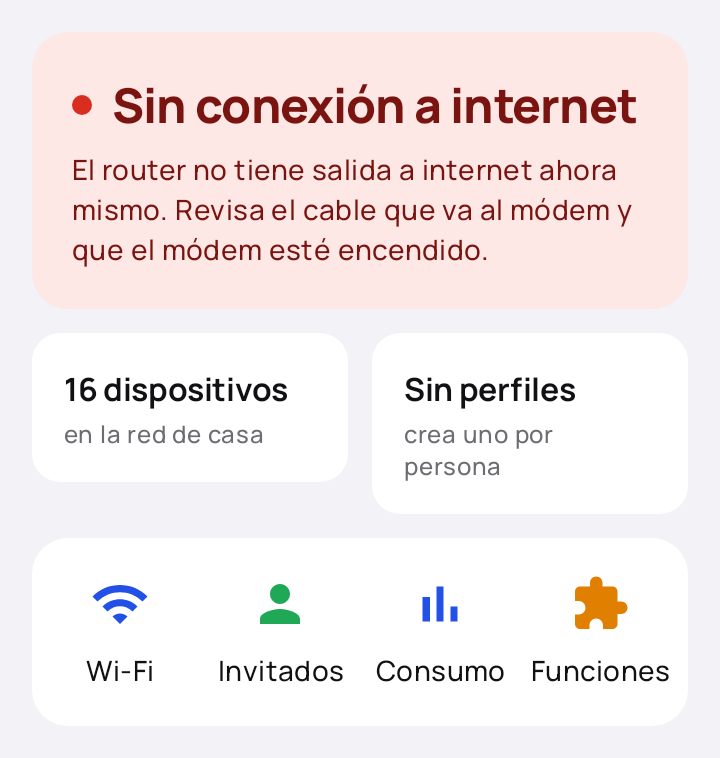 Sin conexión a internet
El router no tiene salida a internet ahora
mismo. Revisa el cable que va al módem y
que el módem esté encendido.
16 dispositivos
en la red de casa
Sin perfiles
crea uno por
persona
Wi-Fi
Invitados
Consumo
Funciones